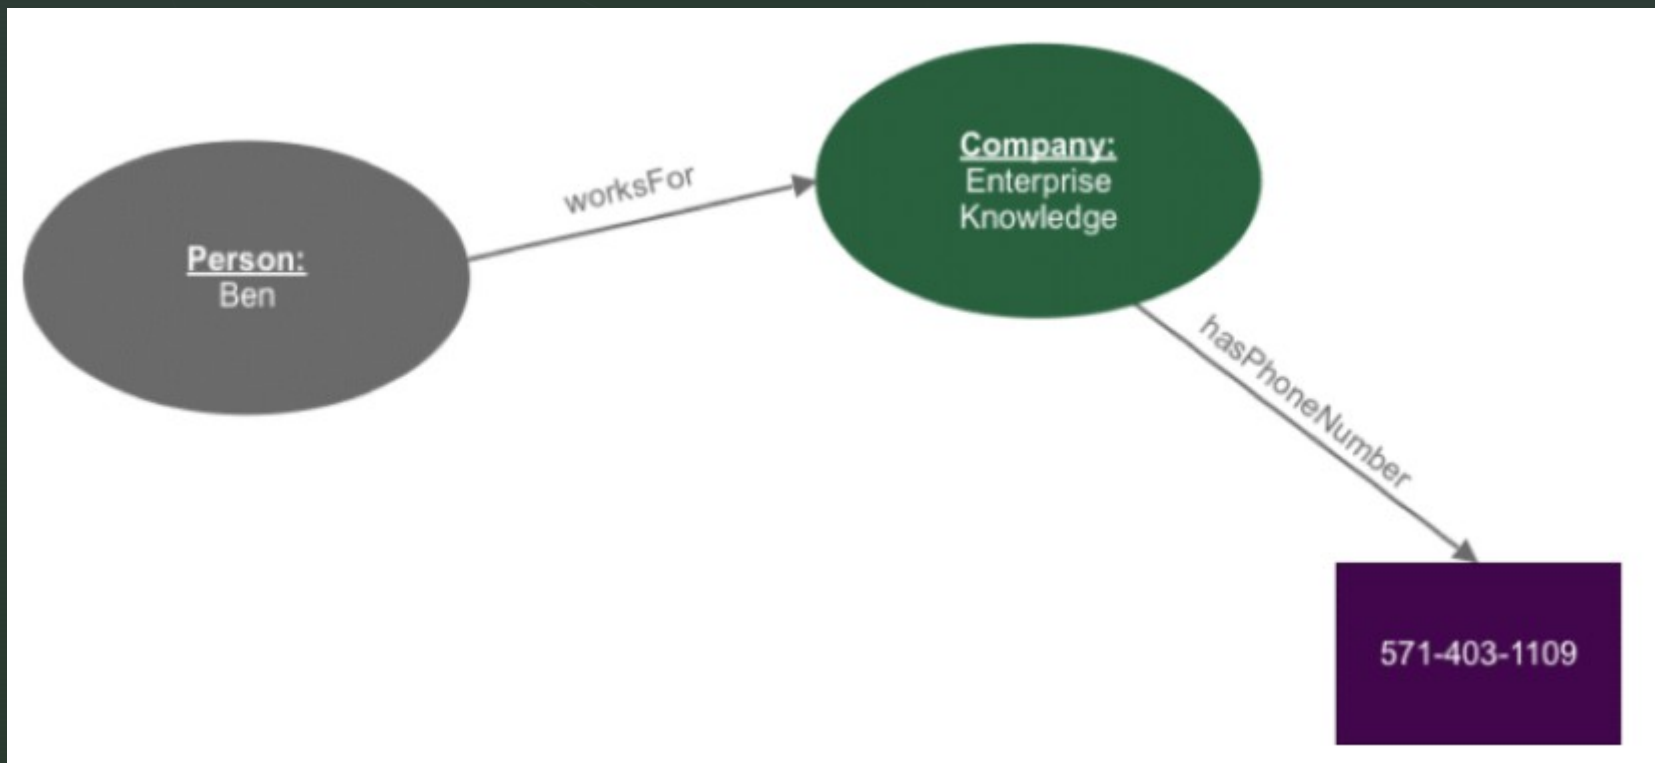 Person:
Ben
worksFor
Company:
Enterprise
Knowledge
hasPhoneNumber
571-403-1109